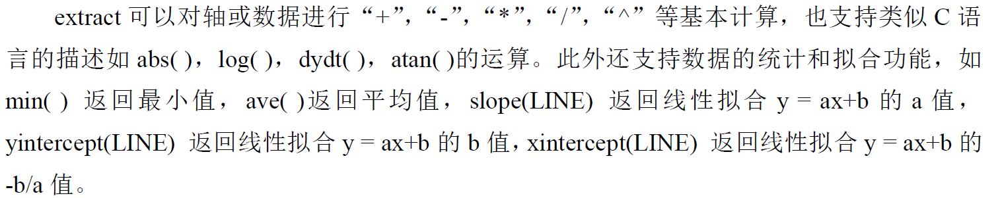 extract 可以对轴或数据进行“+”，“-”，“*”，“/”，“^”等基本计算，也支持类似 C 语
言的描述如 abs( )，log( )，dydt( )，atan( )的运算。此外还支持数据的统计和拟合功能，如
min( ) 返回最小值，ave( )返回平均值，slope(LINE) 返回线性拟合 y = ax+b 的 a 值，
yintercept(LINE) 返回线性拟合 y = ax+b 的 b 值，xintercept(LINE) 返回线性拟合 y = ax+b 的
-b/a 值。